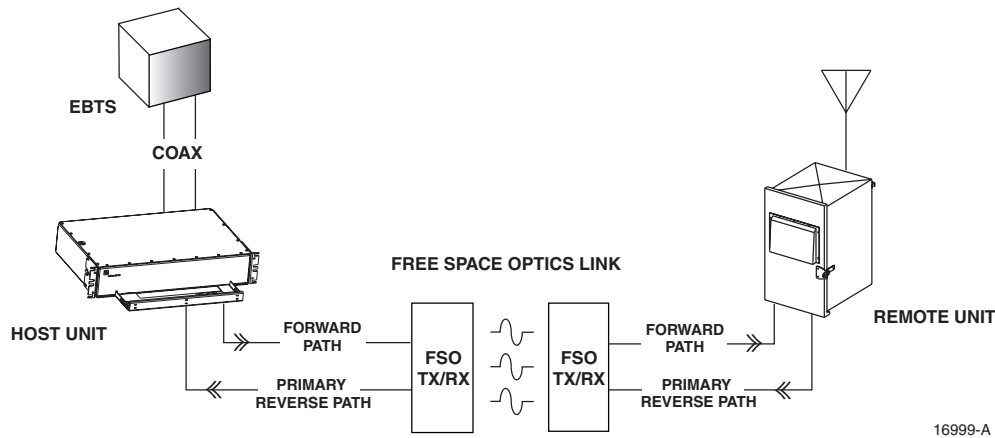 EBTS
COAX
FREE SPACE OPTICS LINK
HOST UNIT
REMOTE UNIT
FORWARD
PATH
FSO
TX/RX
FSO
TX/RX
FORWARD
PATH
PRIMARY
REVERSE PATH
PRIMARY
REVERSE PATH
16999-A